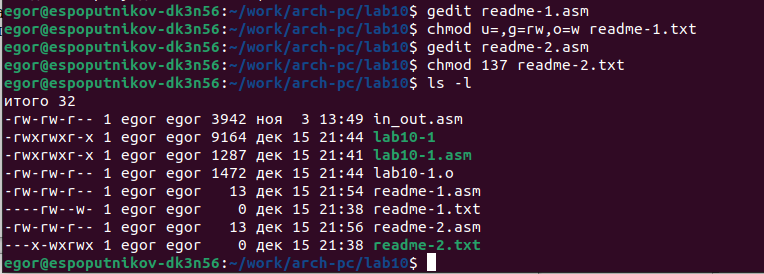 egor@espoputnikov-dk3n56:~/work/arch-pc/lab10$ gedit readme-1.asm
egor@espoputnikov-dk3n56:~/work/arch-pc/lab10$ chmod u=,g=rw,o=w readme-1.txt
egor@espoputnikov-dk3n56:~/work/arch-pc/lab10$ gedit readme-2.asm
egor@espoputnikov-dk3n56:~/work/arch-pc/lab10$ chmod 137 readme-2.txt
egor@espoputnikov-dk3n56:~/work/arch-pc/lab10$ ls -l
итого 32
-rw-rw-r-- 1 egor egor 3942 ноя  3 13:49 in_out.asm
-rwxrwxr-x 1 egor egor 9164 дек 15 21:44 lab10-1
-rwxrwxr-x 1 egor egor 1287 дек 15 21:41 lab10-1.asm
-rw-rw-r-- 1 egor egor 1472 дек 15 21:44 lab10-1.o
-rw-rw-r-- 1 egor egor   13 дек 15 21:54 readme-1.asm
----rw--w- 1 egor egor    0 дек 15 21:38 readme-1.txt
-rw-rw-r-- 1 egor egor   13 дек 15 21:56 readme-2.asm
---x-wxrwx 1 egor egor    0 дек 15 21:38 readme-2.txt
egor@espoputnikov-dk3n56:~/work/arch-pc/lab10$